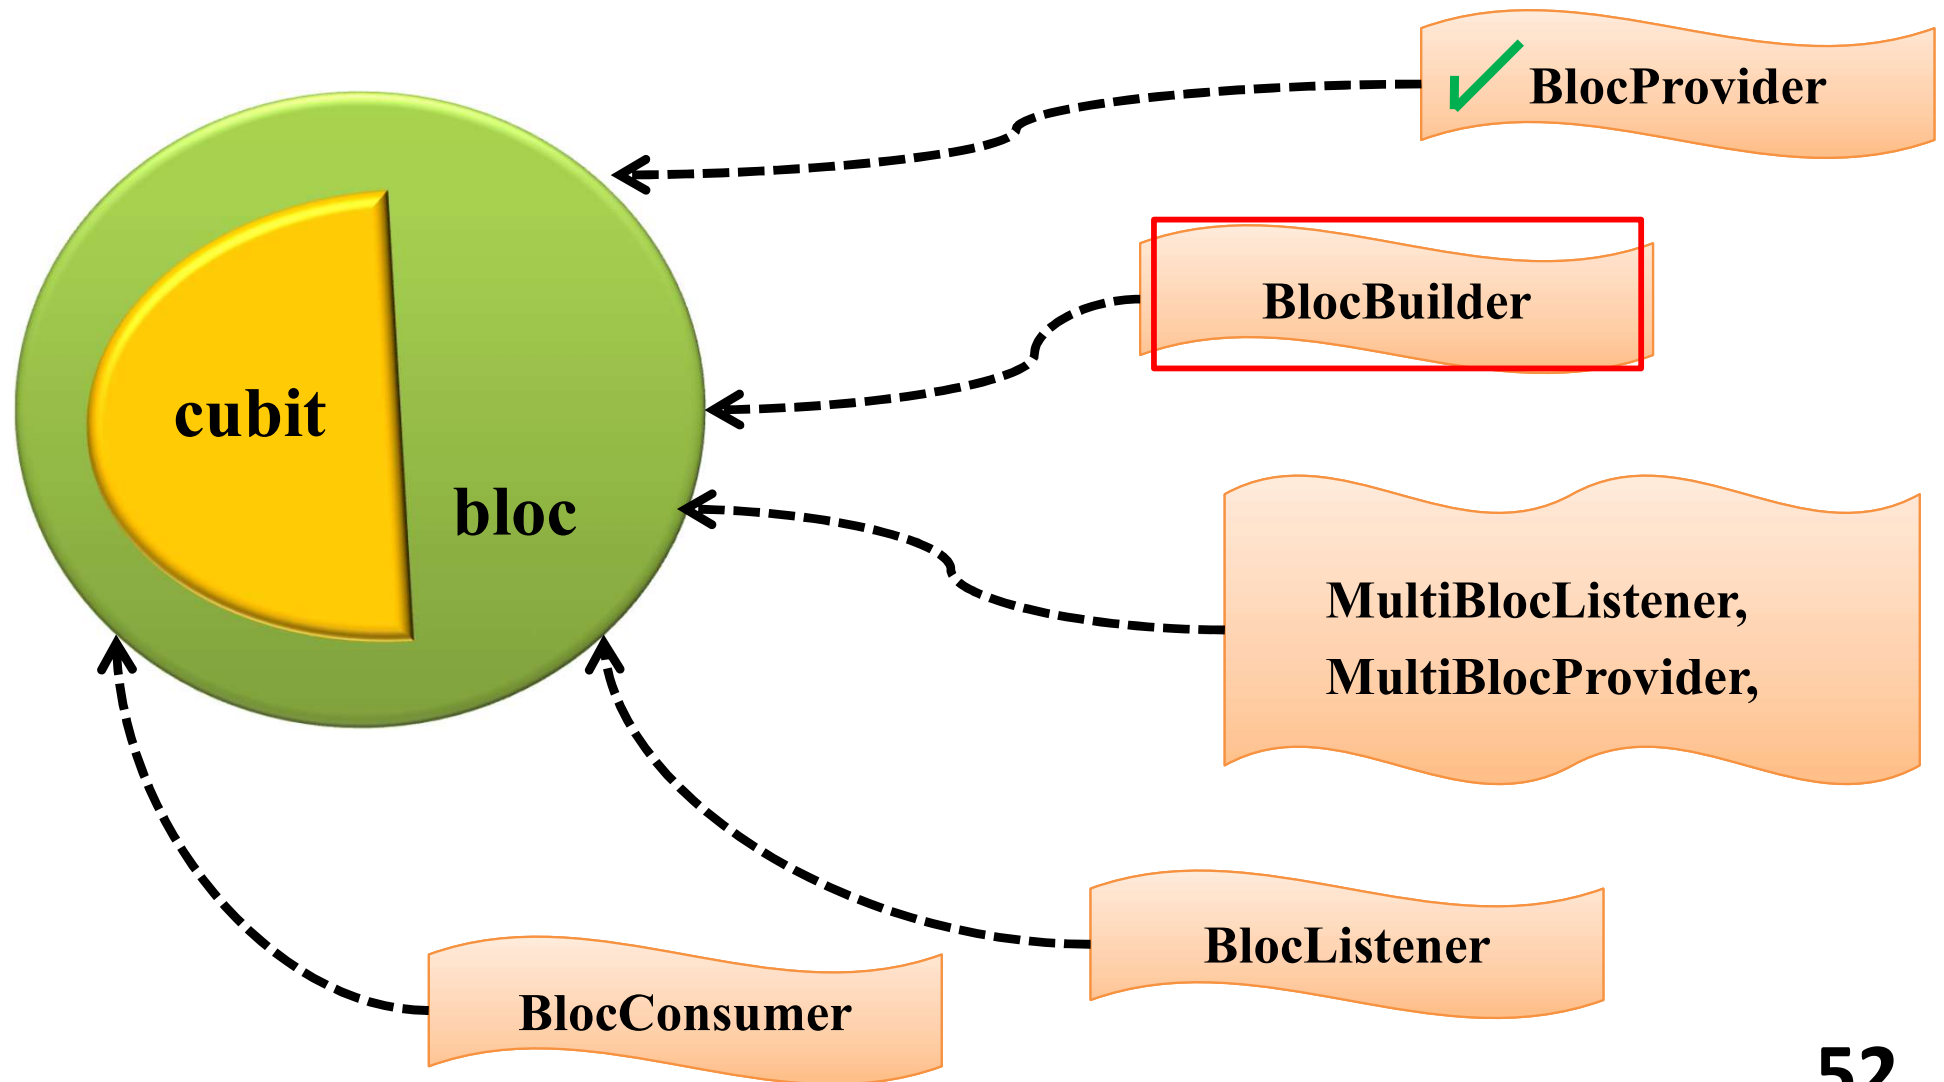 BlocProvider
BlocBuilder
cubit
bloc
MultiBlocListener,
MultiBlocProvider,
BlocListener
BlocConsumer
52